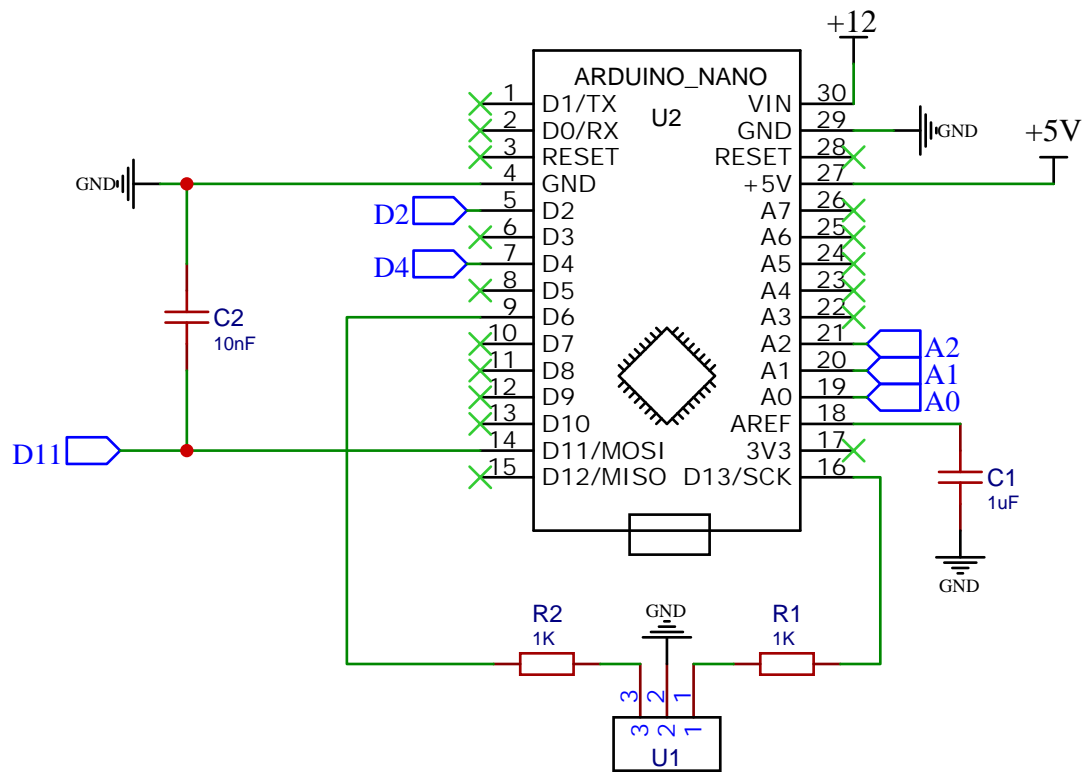 +12
ARDUINO_NANO
U2
1 D1/TX VIN 30
2 D0/RX GND 29 GND
3 RESET RESET 28 +5V
GND 4 GND +5V 27
D2 5 D2 A7 26
6 D3 A6 25
D4 7 D4 A5 24
8 D5 A4 23
9 D6 A3 22
C2
10nF
10 D7 A2 21 A2
11 D8 A1 20 A1
12 D9 A0 19 A0
13 D10 AREF 18
D11 14 D11/MOSI 3V3 17
15 D12/MISO D13/SCK 16
C1
1uF
GND
R2 GND R1
1K 1K
3 2 1
3 2 1
U1